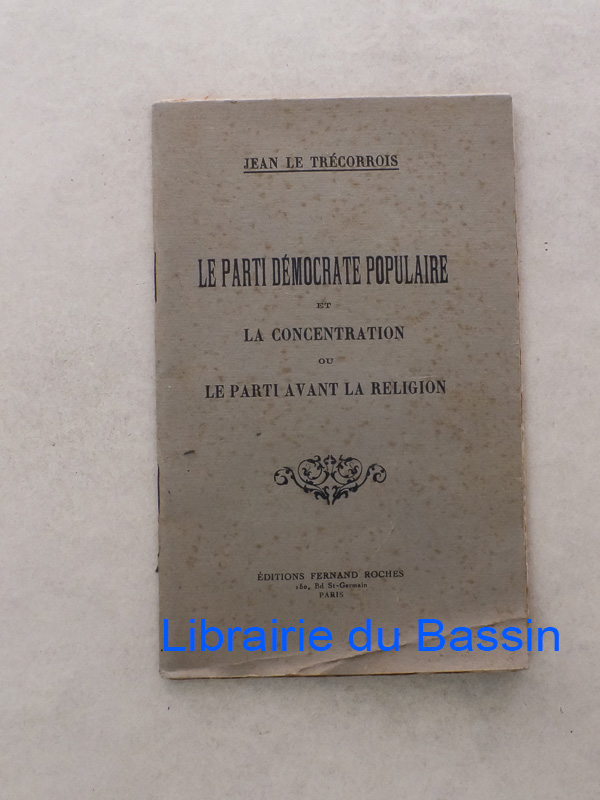 JEAN LE TRÉCORROIS
LE PARTI DÉMOCRATE POPULAIRE
ET
LA CONCENTRATION
OU
LE PARTI AVANT LA RELIGION
ÉDITIONS FERNAND ROCHES
Bd St-Germain
PARIS
Librairie du Bassin